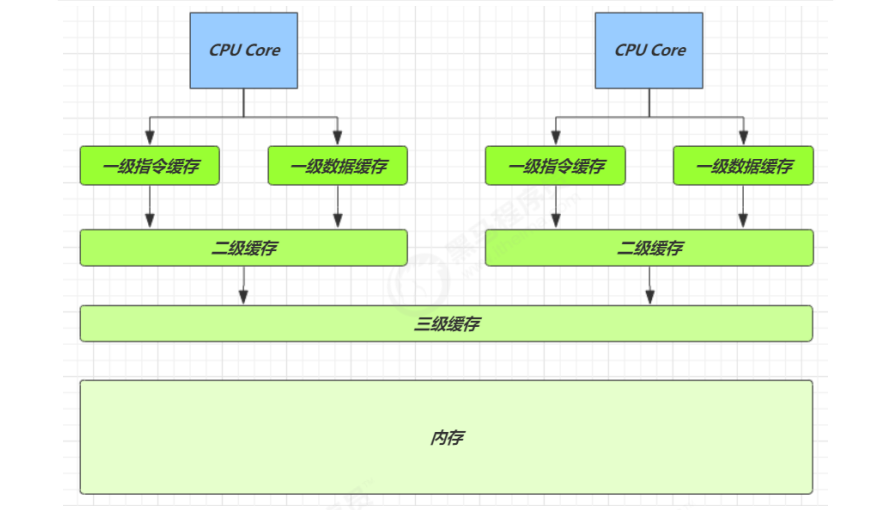 CPU Core CPU Core
一级指令缓存 一级数据缓存 一级指令缓存 一级数据缓存
二级缓存 二级缓存
三级缓存
内存